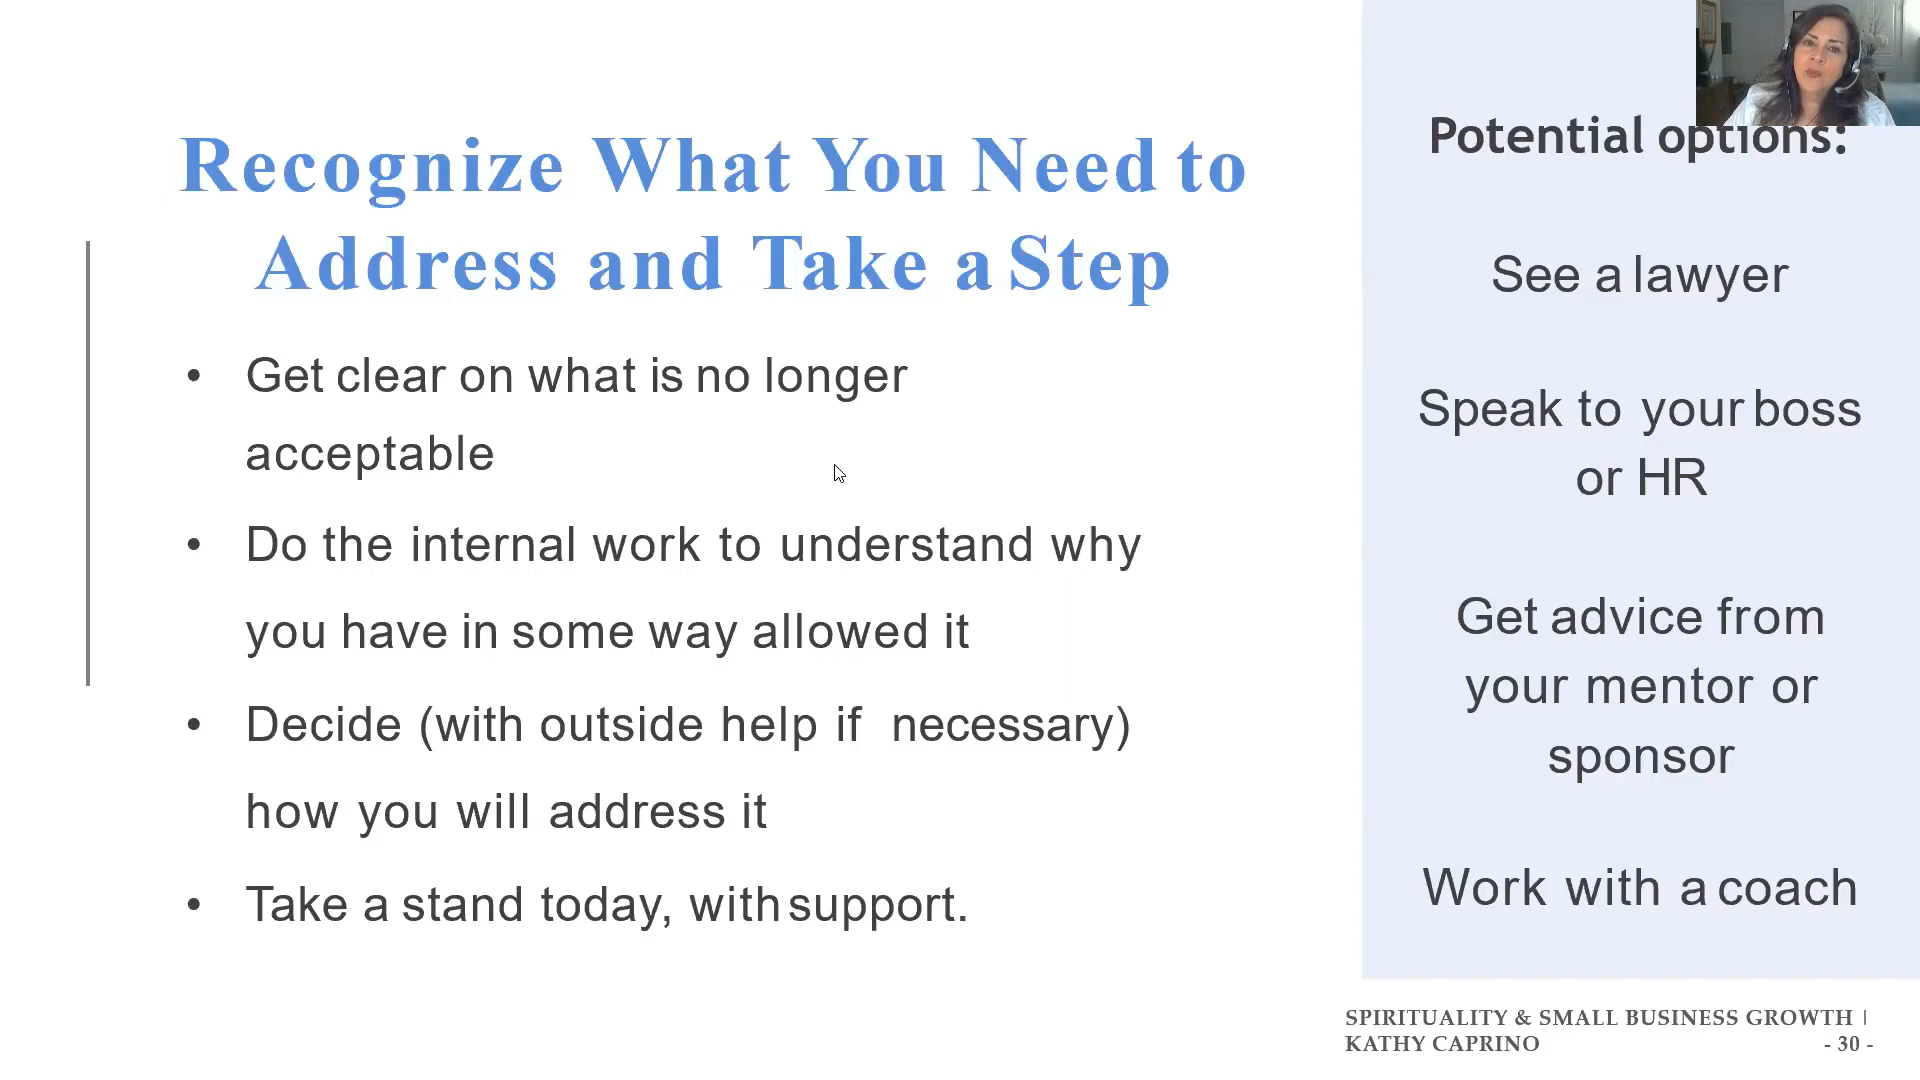 Recognize What You Need to
Address and Take a Step
• Get clear on what is no longer
acceptable
• Do the internal work to understand why
you have in some way allowed it
• Decide (with outside help if necessary)
how you will address it
• Take a stand today, with support.
Potential options:
See a lawyer
Speak to your boss
or HR
Get advice from
your mentor or
sponsor
Work with a coach
SPIRITUALITY & SMALL BUSINESS GROWTH |
KATHY CAPRINO - 30 -